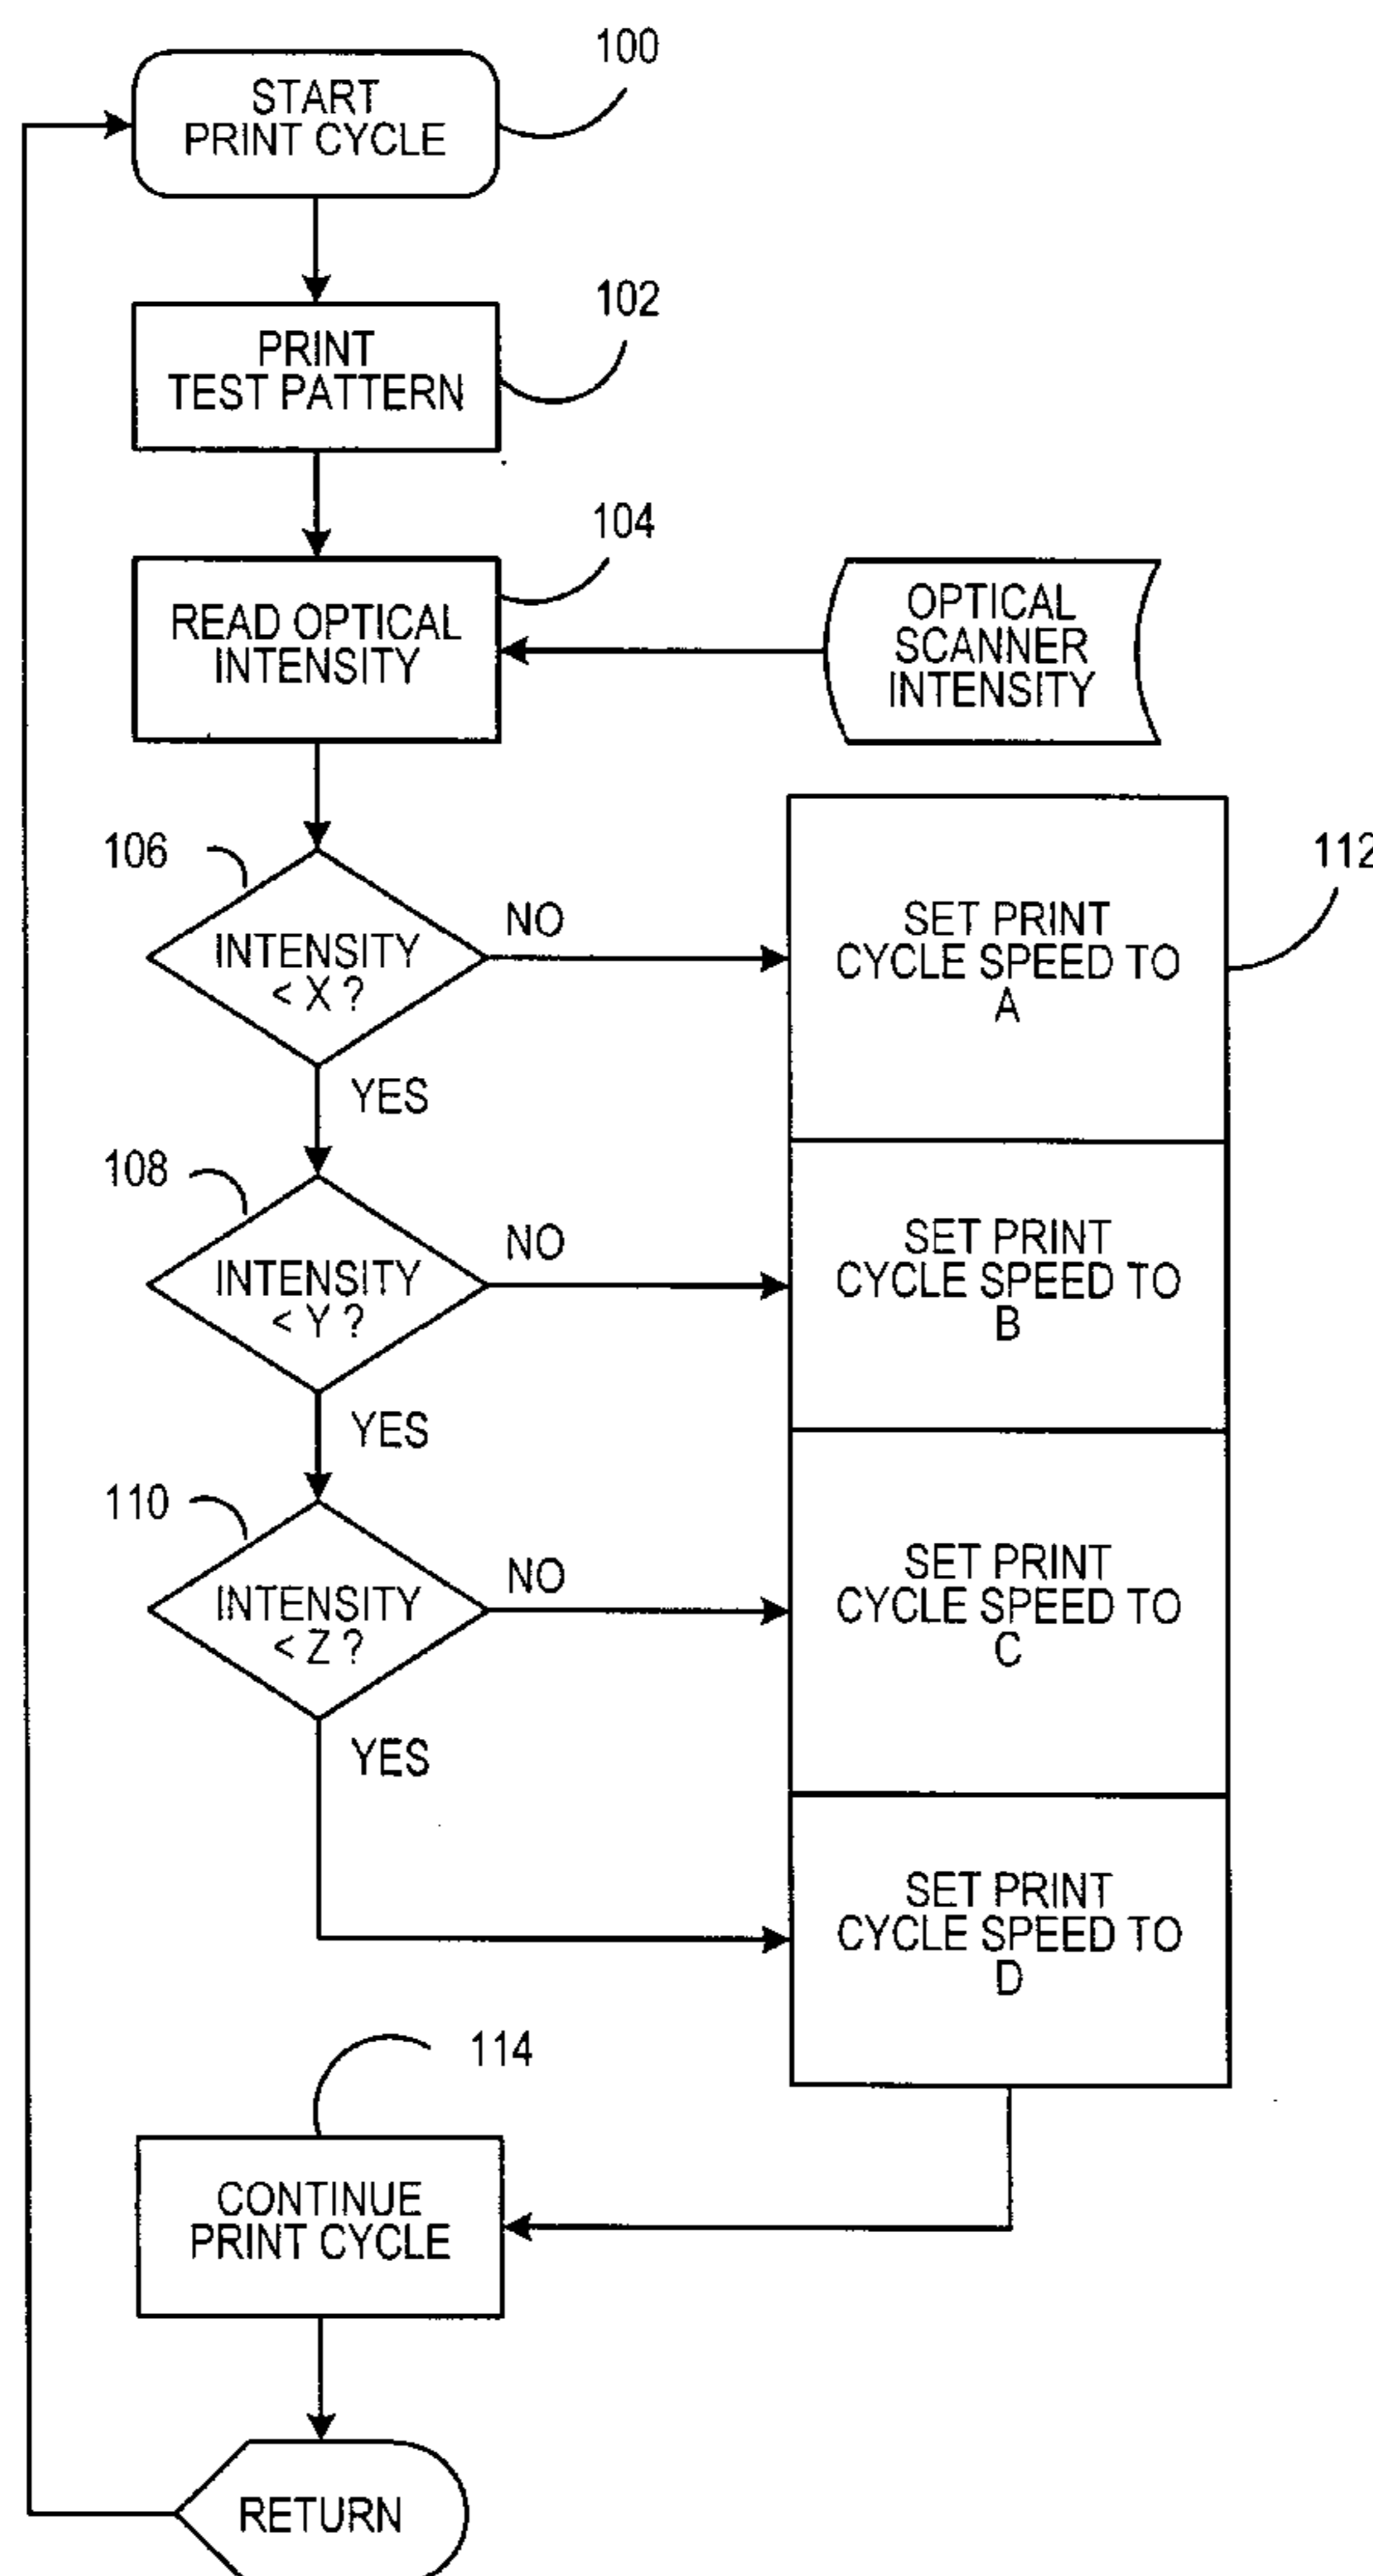 100
START
PRINT CYCLE
102
PRINT
TEST PATTERN
104
READ OPTICAL
INTENSITY
OPTICAL
SCANNER
INTENSITY
106
INTENSITY
< X ?
NO
YES
SET PRINT
CYCLE SPEED TO
A
112
108
INTENSITY
< Y ?
NO
YES
SET PRINT
CYCLE SPEED TO
B
110
INTENSITY
< Z ?
NO
YES
SET PRINT
CYCLE SPEED TO
C
SET PRINT
CYCLE SPEED TO
D
114
CONTINUE
PRINT CYCLE
RETURN